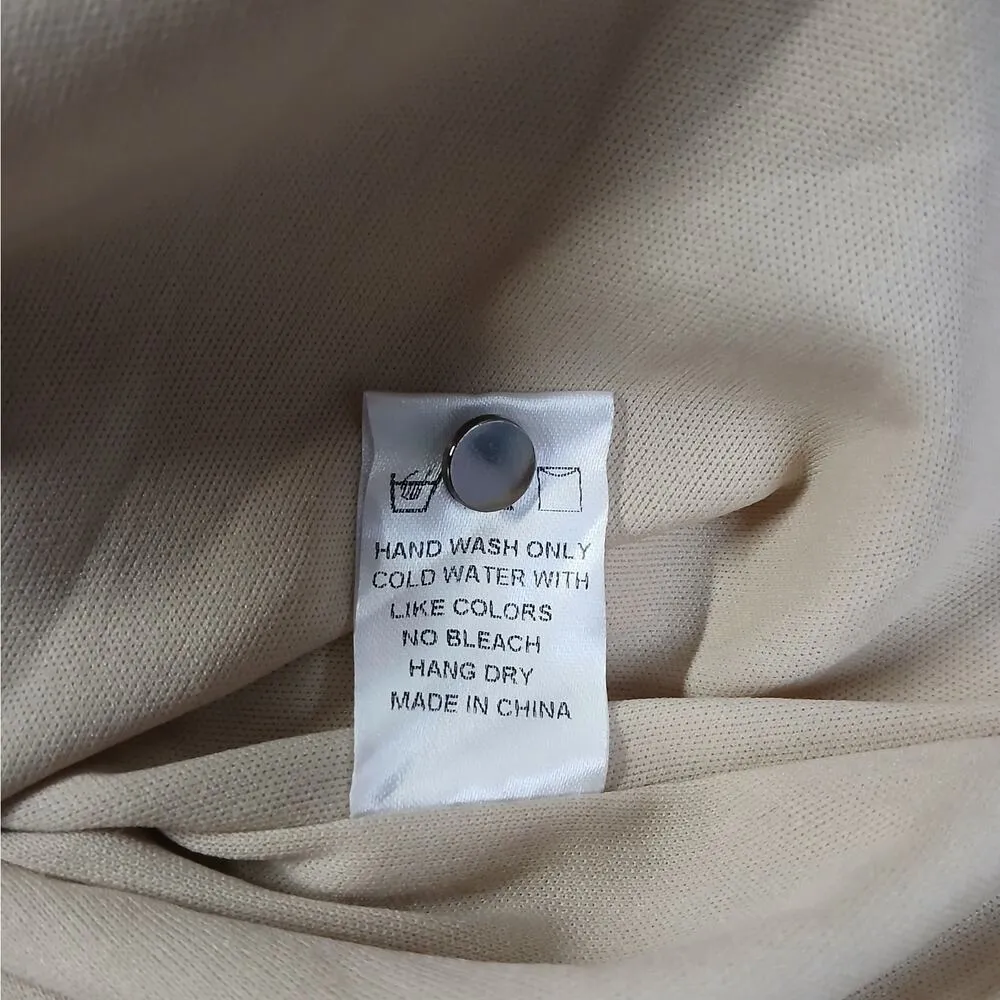 HAND WASH ONLY
COLD WATER WITH
LIKE COLORS
NO BLEACH
HANG DRY
MADE IN CHINA